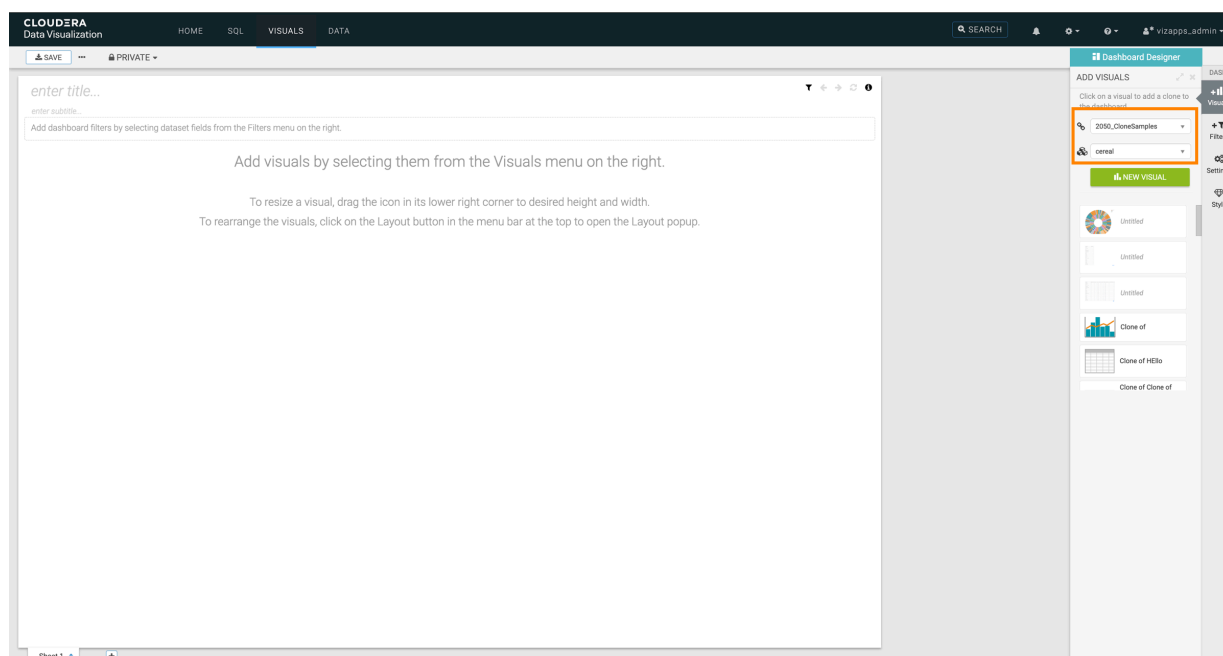 CLOUDERA
Data Visualization
HOME SQL VISUALS DATA
SEARCH
vizapps_admin
SAVE
PRIVATE
Dashboard Designer
enter title...
enter subtitle...
Add dashboard filters by selecting dataset fields from the Filters menu on the right.
Add visuals by selecting them from the Visuals menu on the right.
To resize a visual, drag the icon in its lower right corner to desired height and width.
To rearrange the visuals, click on the Layout button in the menu bar at the top to open the Layout popup.
ADD VISUALS
Click on a visual to add a clone to
the dashboard
2050_CloneSamples
cereal
NEW VISUAL
Untitled
Untitled
Untitled
Clone of
Clone of HEllo
Clone of Clone of
Sheet 1